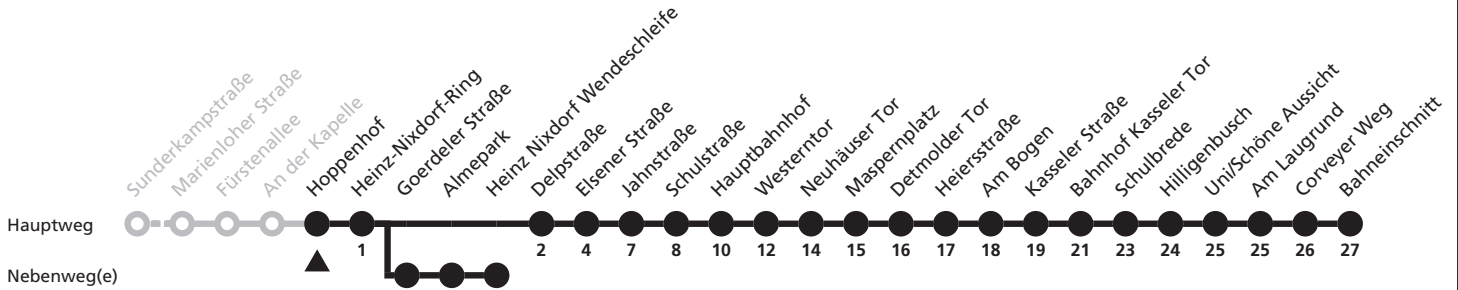 Sunderkampstraße
Marienloher Straße
Fürstenallee
An der Kapelle
Hoppenhof
Heinz-Nixdorf-Ring
Goerdeler Straße
Almepark
Heinz Nixdorf Wendeschleife
Delpstraße
Elsener Straße
Jahnstraße
Schulstraße
Hauptbahnhof
Westerntor
Neuhäuser Tor
Maspernplatz
Detmolder Tor
Heiersstraße
Am Bogen
Kasseler Straße
Bahnhof Kasseler Tor
Schulbrede
Hilligenbusch
Uni/Schöne Aussicht
Am Laugrund
Corveyer Weg
Bahneinschnitt
Hauptweg
1 2 4 7 8 10 12 14 15 16 17 18 19 21 23 24 25 25 26 27
Nebenweg(e)